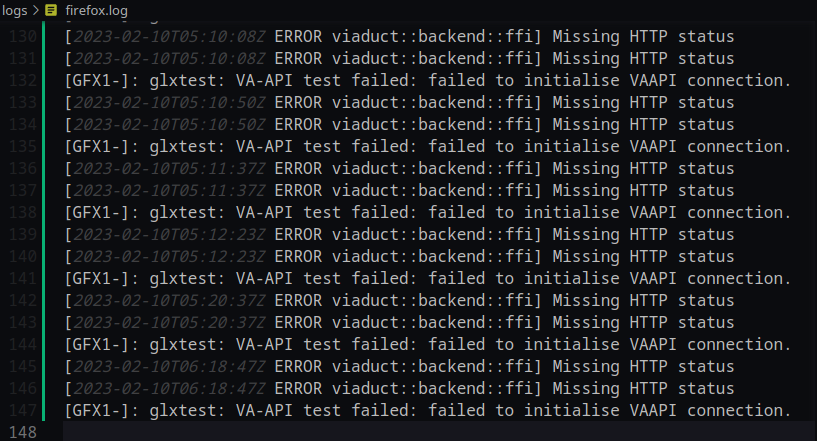 logs > firefox.log
130 [2023-02-10T05:10:08Z ERROR viaduct::backend::ffi] Missing HTTP status
131 [2023-02-10T05:10:08Z ERROR viaduct::backend::ffi] Missing HTTP status
132 [GFX1-]: glxtest: VA-API test failed: failed to initialise VAAPI connection.
133 [2023-02-10T05:10:50Z ERROR viaduct::backend::ffi] Missing HTTP status
134 [2023-02-10T05:10:50Z ERROR viaduct::backend::ffi] Missing HTTP status
135 [GFX1-]: glxtest: VA-API test failed: failed to initialise VAAPI connection.
136 [2023-02-10T05:11:37Z ERROR viaduct::backend::ffi] Missing HTTP status
137 [2023-02-10T05:11:37Z ERROR viaduct::backend::ffi] Missing HTTP status
138 [GFX1-]: glxtest: VA-API test failed: failed to initialise VAAPI connection.
139 [2023-02-10T05:12:23Z ERROR viaduct::backend::ffi] Missing HTTP status
140 [2023-02-10T05:12:23Z ERROR viaduct::backend::ffi] Missing HTTP status
141 [GFX1-]: glxtest: VA-API test failed: failed to initialise VAAPI connection.
142 [2023-02-10T05:20:37Z ERROR viaduct::backend::ffi] Missing HTTP status
143 [2023-02-10T05:20:37Z ERROR viaduct::backend::ffi] Missing HTTP status
144 [GFX1-]: glxtest: VA-API test failed: failed to initialise VAAPI connection.
145 [2023-02-10T06:18:47Z ERROR viaduct::backend::ffi] Missing HTTP status
146 [2023-02-10T06:18:47Z ERROR viaduct::backend::ffi] Missing HTTP status
147 [GFX1-]: glxtest: VA-API test failed: failed to initialise VAAPI connection.
148